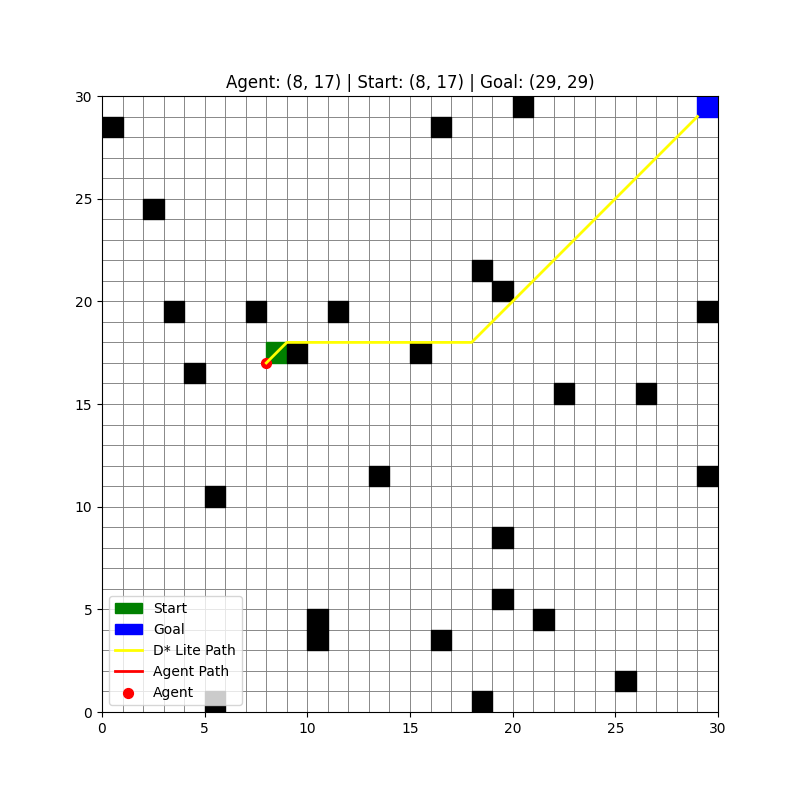 Agent: (8, 17) | Start: (8, 17) | Goal: (29, 29)
30
25
20
15
10
5
0
Start
Goal
D* Lite Path
Agent Path
Agent
0 5 10 15 20 25 30